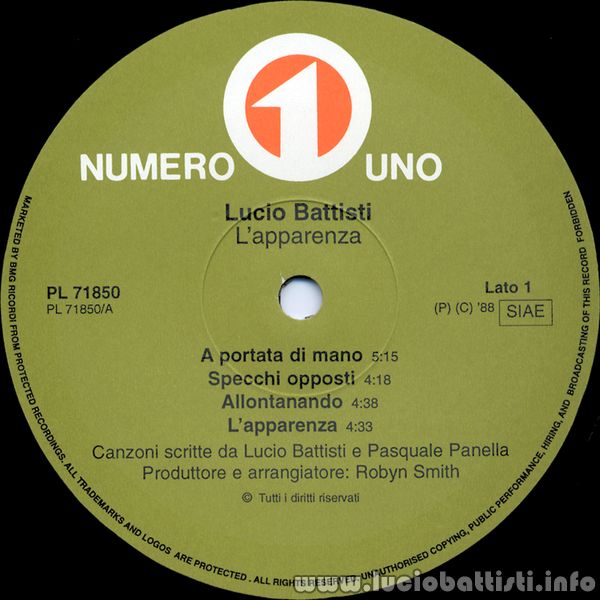 NUMERO 1 UNO
Lucio Battisti
L'apparenza
PL 71850
PL 71850/A
Lato 1
(P) (C) '88 SIAE
A portata di mano 5:15
Specchi opposti 4:18
Allontanando 4:38
L'apparenza 4:33
Canzoni scritte da Lucio Battisti e Pasquale Panella
Produttore e arrangiatore: Robyn Smith
© Tutti i diritti riservati
MARKETED BY BMG RICORDI FROM PROTECTED RECORDINGS. ALL TRADEMARKS AND LOGOS ARE PROTECTED . ALL RIGHTS RESERVED. UNAUTHORISED COPYING, PUBLIC PERFORMANCE, HIRING, AND BROADCASTING OF THIS RECORD FORBIDDEN
www.luciobattisti.info